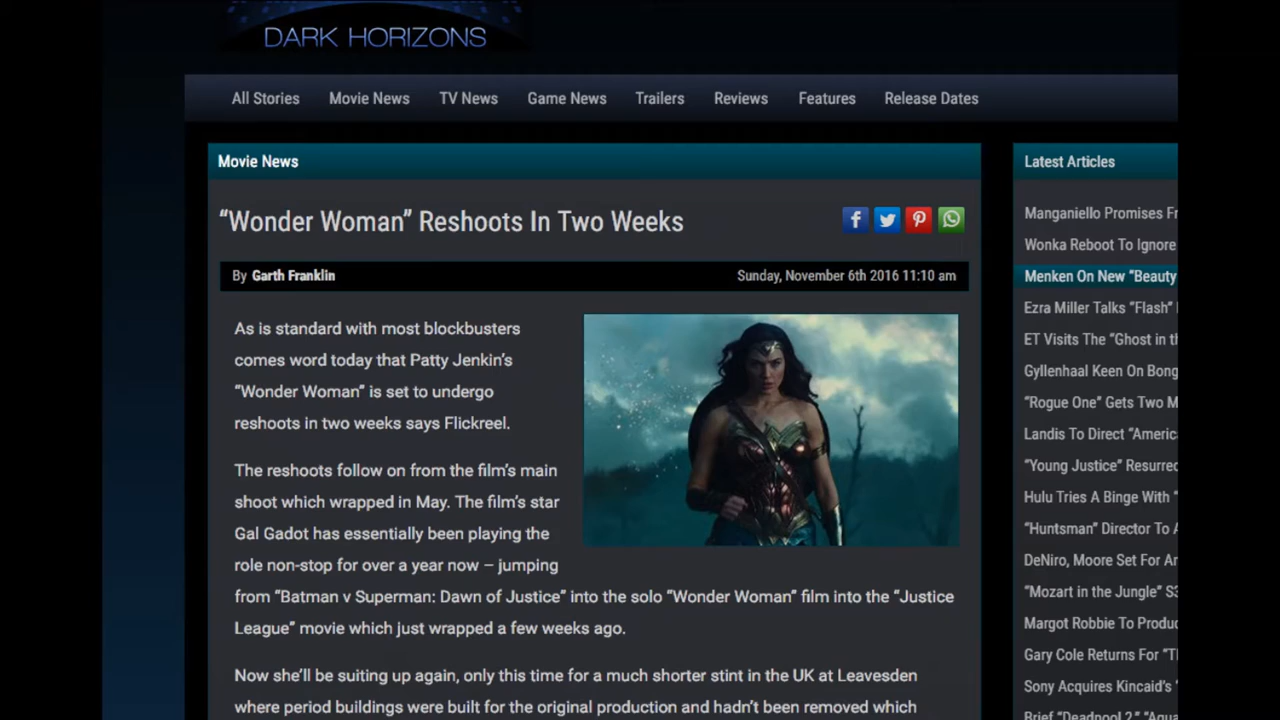 DARK HORIZONS
All Stories Movie News TV News Game News Trailers Reviews Features Release Dates
Movie News
“Wonder Woman” Reshoots In Two Weeks
By Garth Franklin Sunday, November 6th 2016 11:10 am
As is standard with most blockbusters
comes word today that Patty Jenkin’s
“Wonder Woman” is set to undergo
reshoots in two weeks says Flickreel.
The reshoots follow on from the film’s main
shoot which wrapped in May. The film’s star
Gal Gadot has essentially been playing the
role non-stop for over a year now – jumping
from “Batman v Superman: Dawn of Justice” into the solo “Wonder Woman” film into the “Justice
League” movie which just wrapped a few weeks ago.
Now she’ll be suiting up again, only this time for a much shorter stint in the UK at Leavesden
where period buildings were built for the original production and hadn’t been removed which
Latest Articles
Manganiello Promises
Wonka Reboot To Ignore
Menken On New “Beauty
Ezra Miller Talks “Flash”
ET Visits The “Ghost in
Gyllenhaal Keen On Bong
“Rogue One” Gets Two
Landis To Direct
“Young Justice”
Hulu Tries A Binge With
“Huntsman” Director To
DeNiro, Moore Set For
“Mozart in the Jungle”
Margot Robbie To
Gary Cole Returns For
Sony Acquires Kincaid’s
Brief “Deadpool 2,”